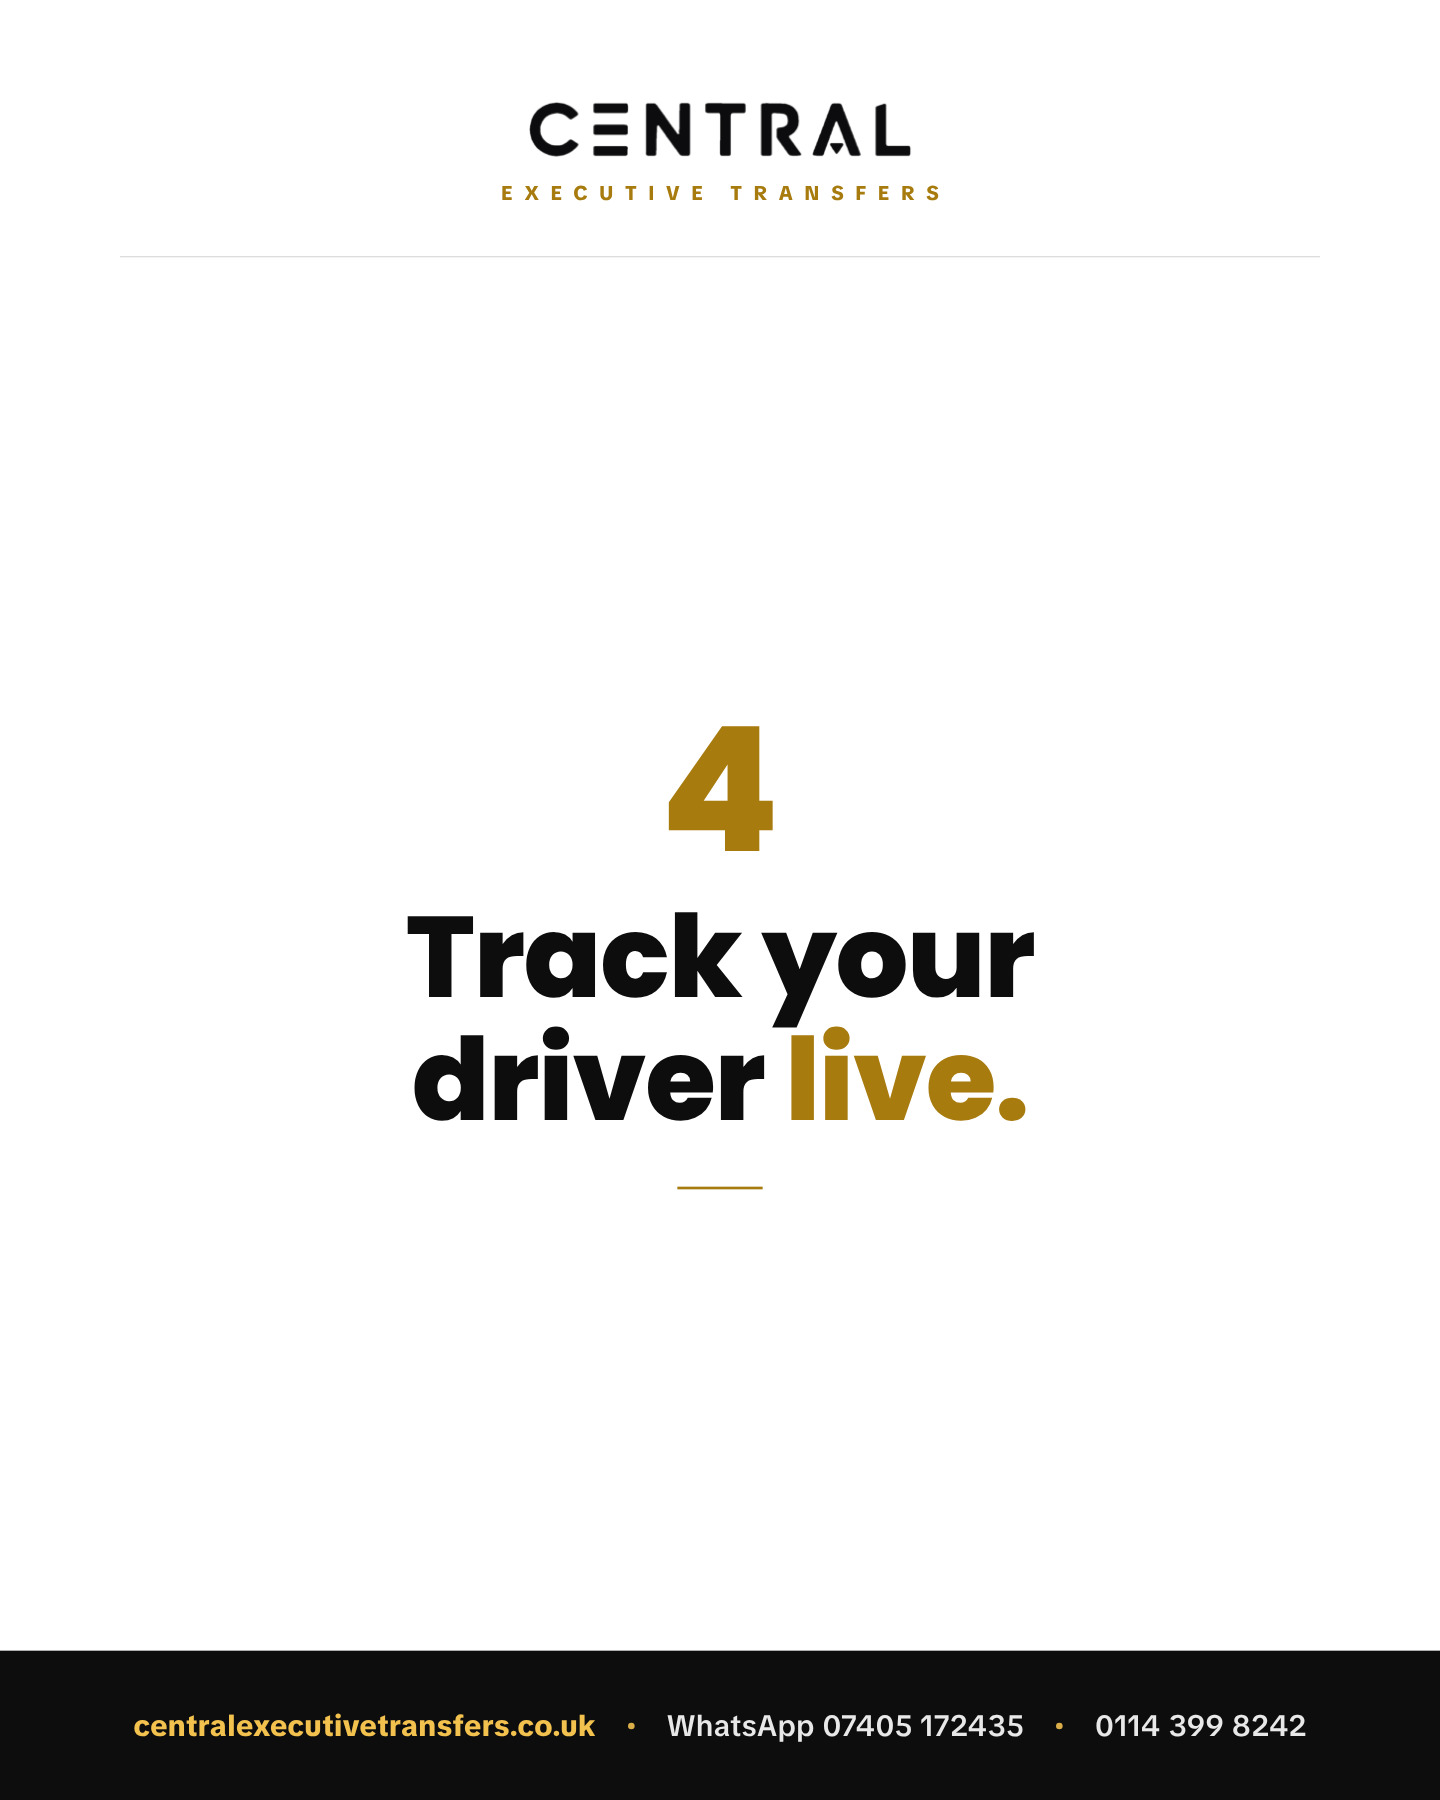 CENTRAL
EXECUTIVE TRANSFERS
4
Track your
driver live.
centralexecutivetransfers.co.uk • WhatsApp 07405 172435 • 0114 399 8242